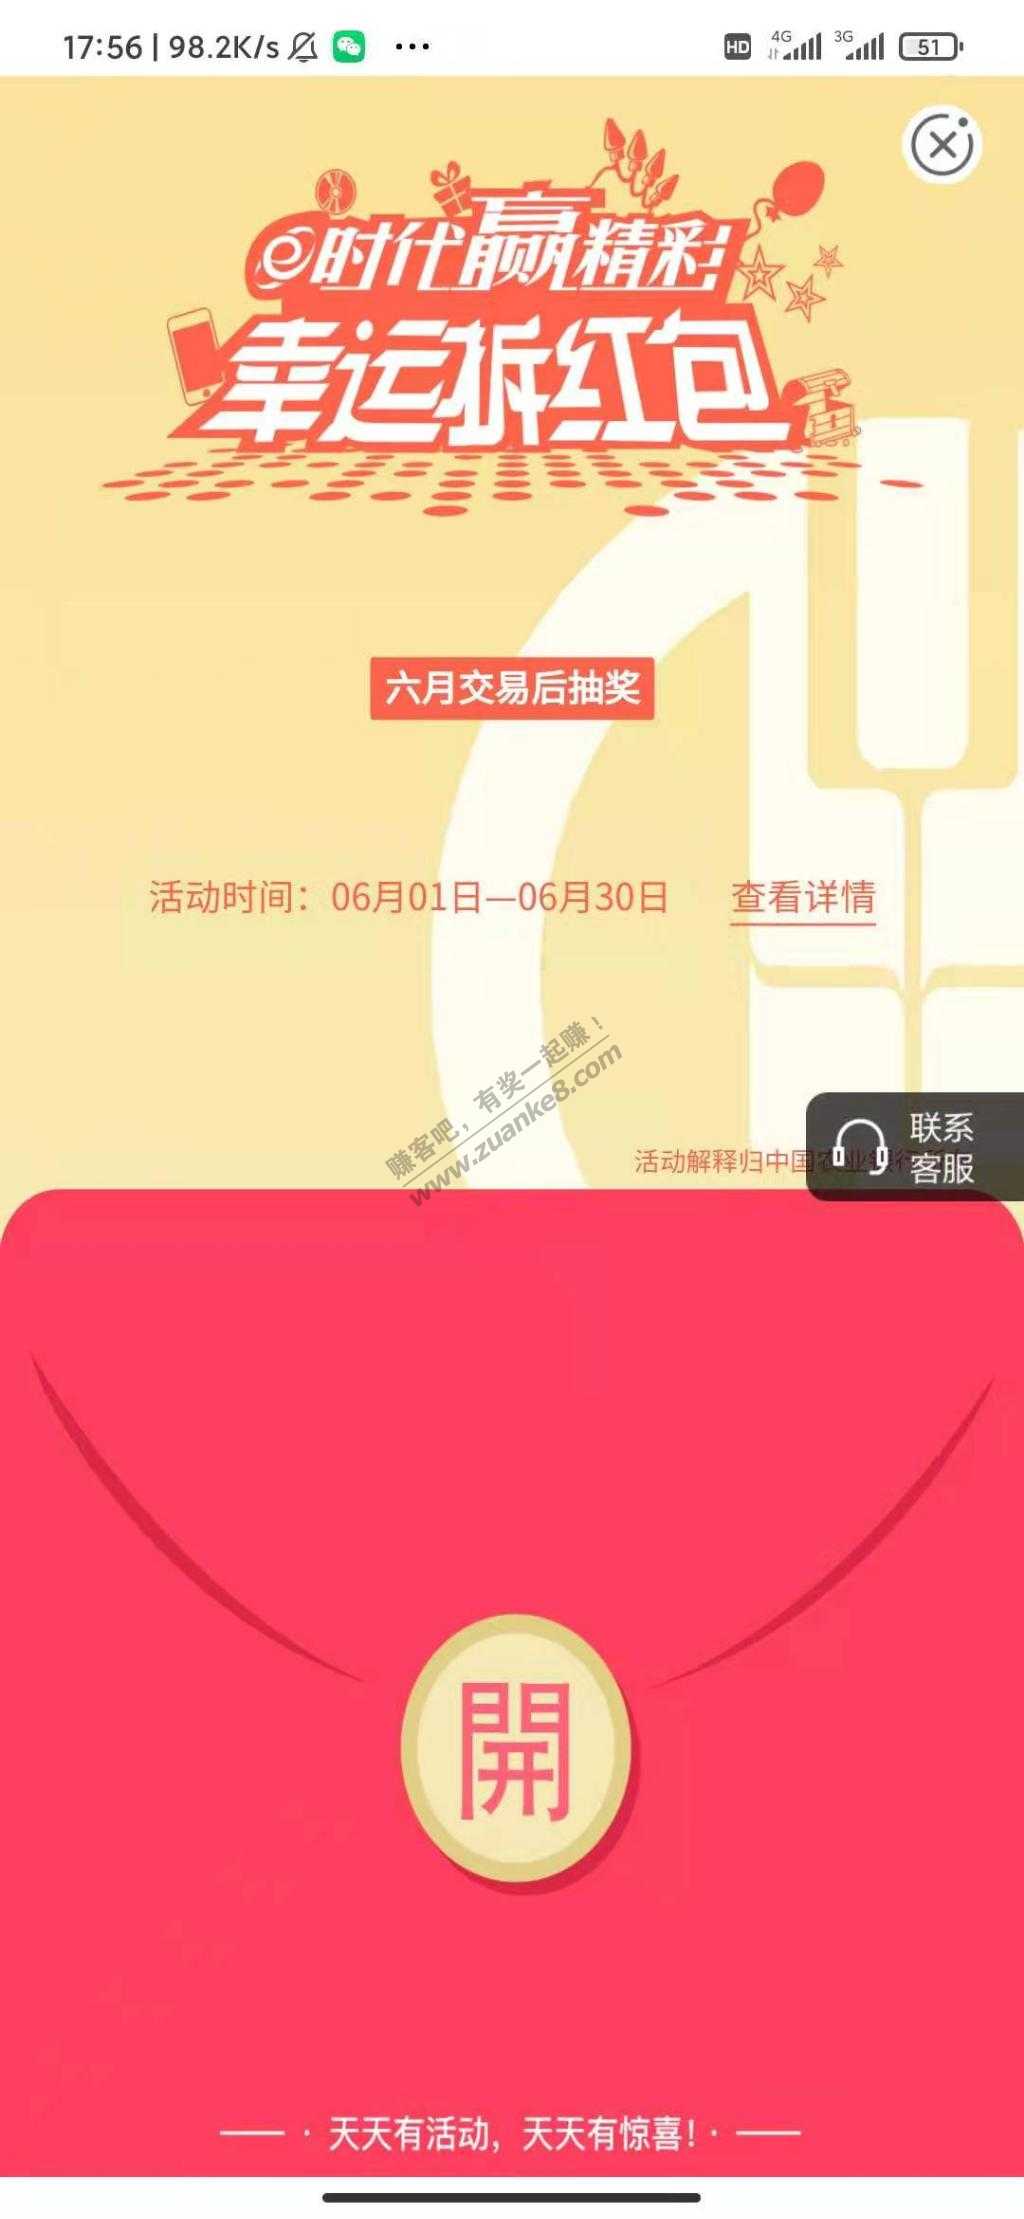 17:56 | 98.2K/s
HD 4G 3G 51
e时代赢精彩
幸运拆红包
六月交易后抽奖
活动时间：06月01日—06月30日 查看详情
赚客吧，有奖一起赚！
www.zuanke8.com
联系
客服
活动解释归中国农业银行
開
天天有活动，天天有惊喜！